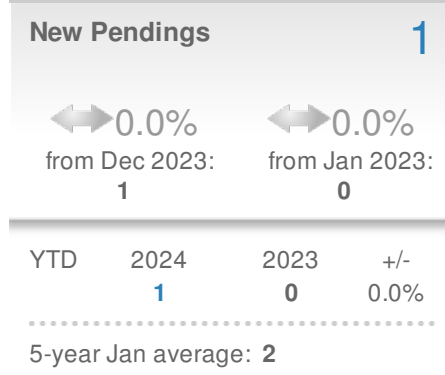 New Pendings 1
0.0% 0.0%
from Dec 2023: from Jan 2023:
1 0
YTD 2024 2023 +/-
1 0 0.0%
5-year Jan average: 2